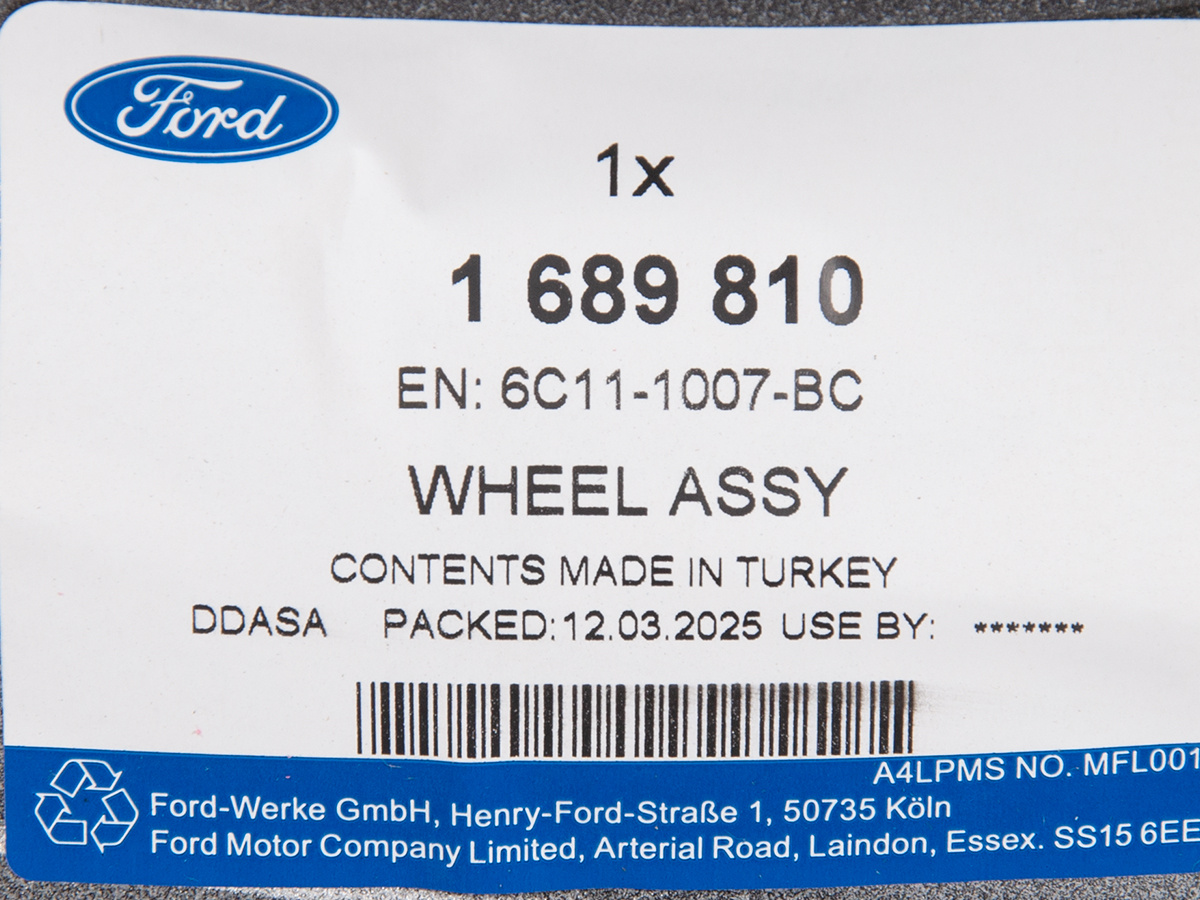 Ford
1x
1 689 810
EN: 6C11-1007-BC
WHEEL ASSY
CONTENTS MADE IN TURKEY
DDASA PACKED:12.03.2025 USE BY: *******
A4LPMS NO. MFL001
Ford-Werke GmbH, Henry-Ford-Straße 1, 50735 Köln
Ford Motor Company Limited, Arterial Road, Laindon, Essex. SS15 6EE